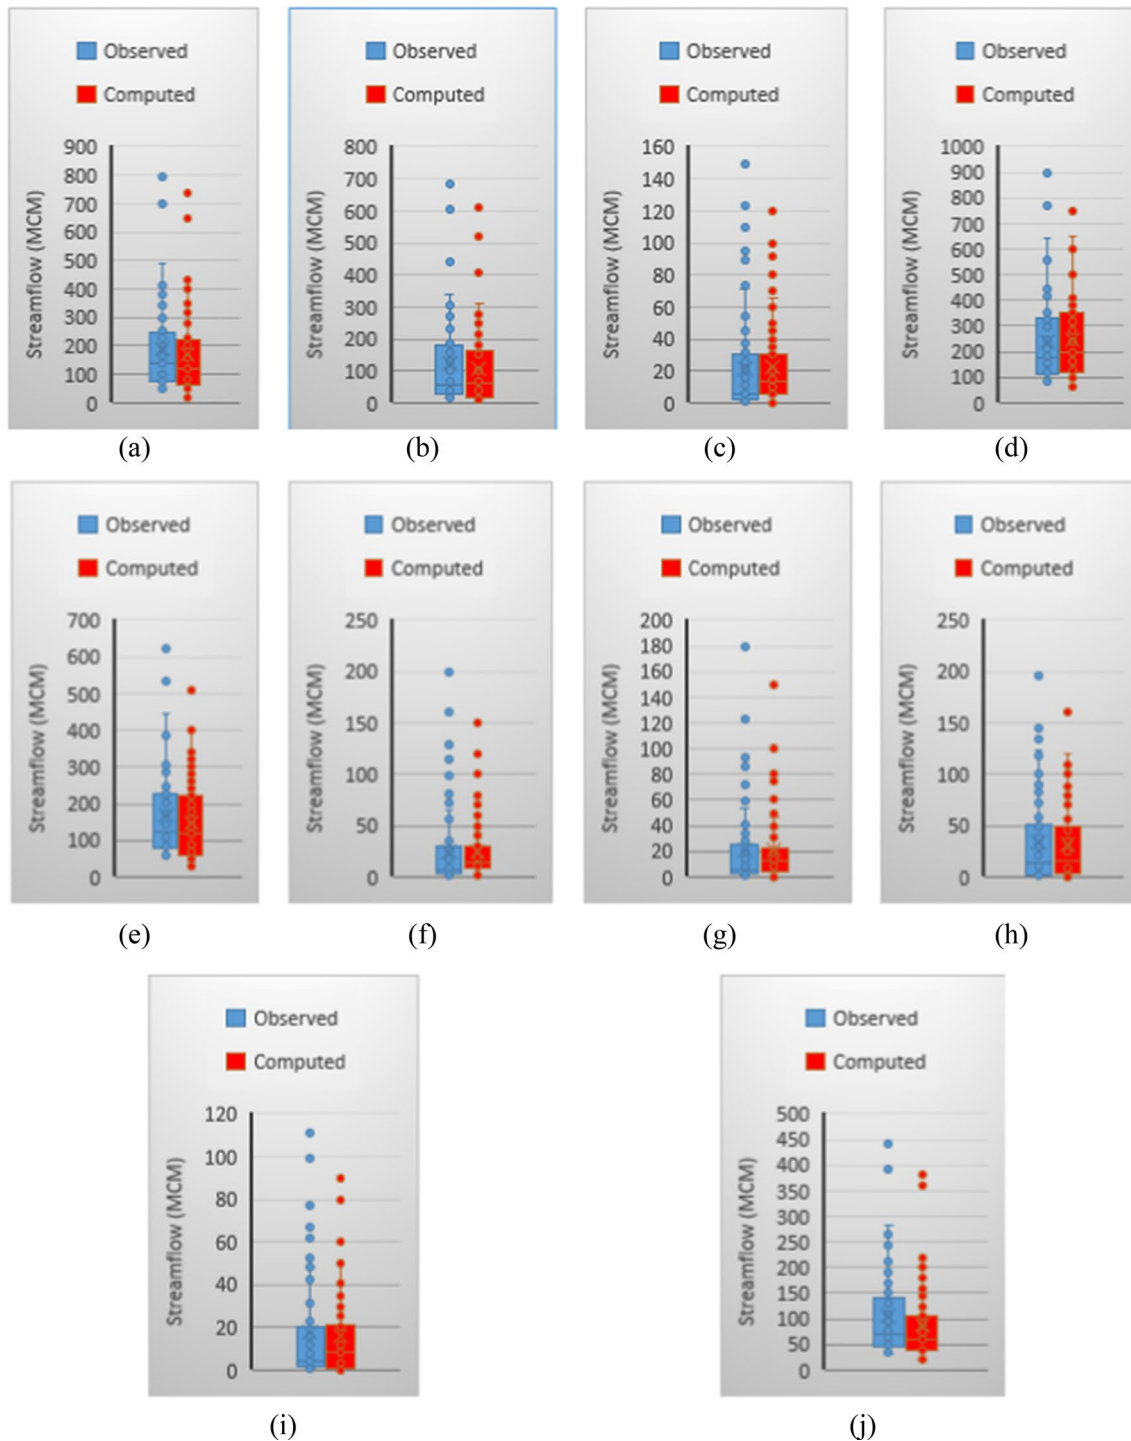 Observed
Computed
Streamflow (MCM)
900
800
700
600
500
400
300
200
100
0
(a)
Observed
Computed
Streamflow (MCM)
800
700
600
500
400
300
200
100
0
(b)
Observed
Computed
Streamflow (MCM)
160
140
120
100
80
60
40
20
0
(c)
Observed
Computed
Streamflow (MCM)
1000
900
800
700
600
500
400
300
200
100
0
(d)
Observed
Computed
Streamflow (MCM)
700
600
500
400
300
200
100
0
(e)
Observed
Computed
Streamflow (MCM)
250
200
150
100
50
0
(f)
Observed
Computed
Streamflow (MCM)
200
180
160
140
120
100
80
60
40
20
0
(g)
Observed
Computed
Streamflow (MCM)
250
200
150
100
50
0
(h)
Observed
Computed
Streamflow (MCM)
120
100
80
60
40
20
0
(i)
Observed
Computed
Streamflow (MCM)
500
450
400
350
300
250
200
150
100
50
0
(j)